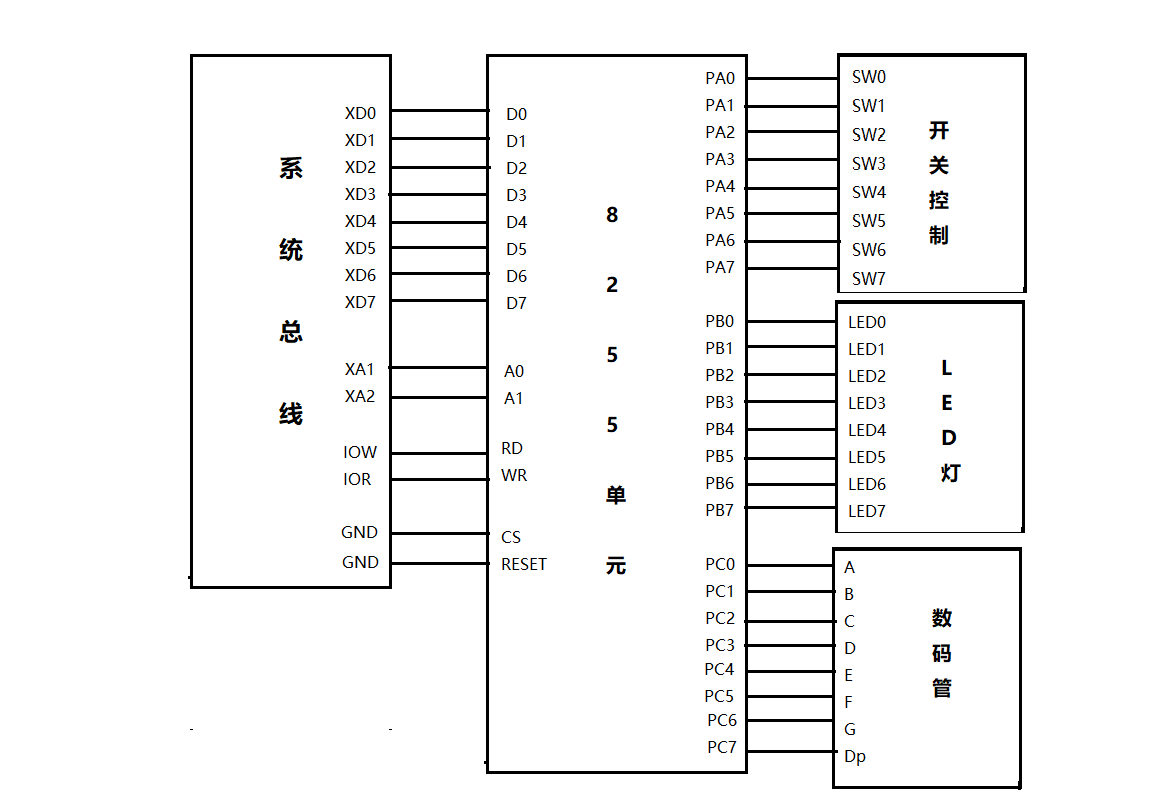 系统总线
XD0
XD1
XD2
XD3
XD4
XD5
XD6
XD7
XA1
XA2
IOW
IOR
GND
GND
D0
D1
D2
D3
D4
D5
D6
D7
A0
A1
RD
WR
CS
RESET
8255单元
PA0
PA1
PA2
PA3
PA4
PA5
PA6
PA7
PB0
PB1
PB2
PB3
PB4
PB5
PB6
PB7
PC0
PC1
PC2
PC3
PC4
PC5
PC6
PC7
SW0
SW1
SW2
SW3
SW4
SW5
SW6
SW7
开关控制
LED0
LED1
LED2
LED3
LED4
LED5
LED6
LED7
LED灯
A
B
C
D
E
F
G
Dp
数码管